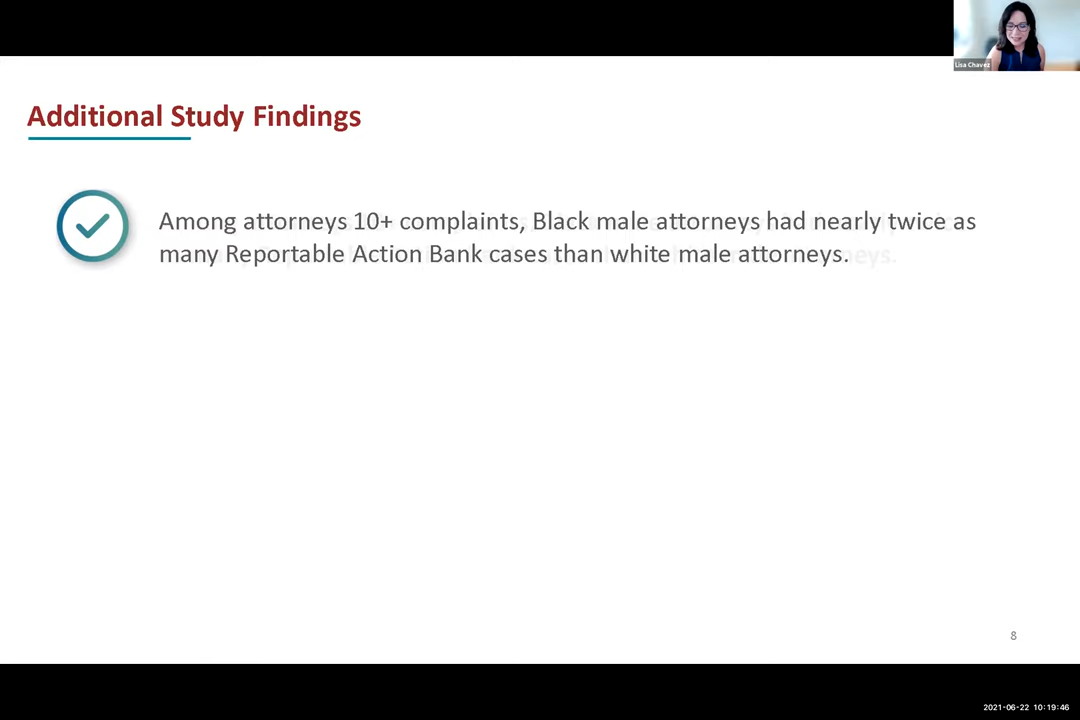 Lisa Chavez
Additional Study Findings
Among attorneys 10+ complaints, Black male attorneys had nearly twice as
many Reportable Action Bank cases than white male attorneys.
8
2021-06-22 10:19:46